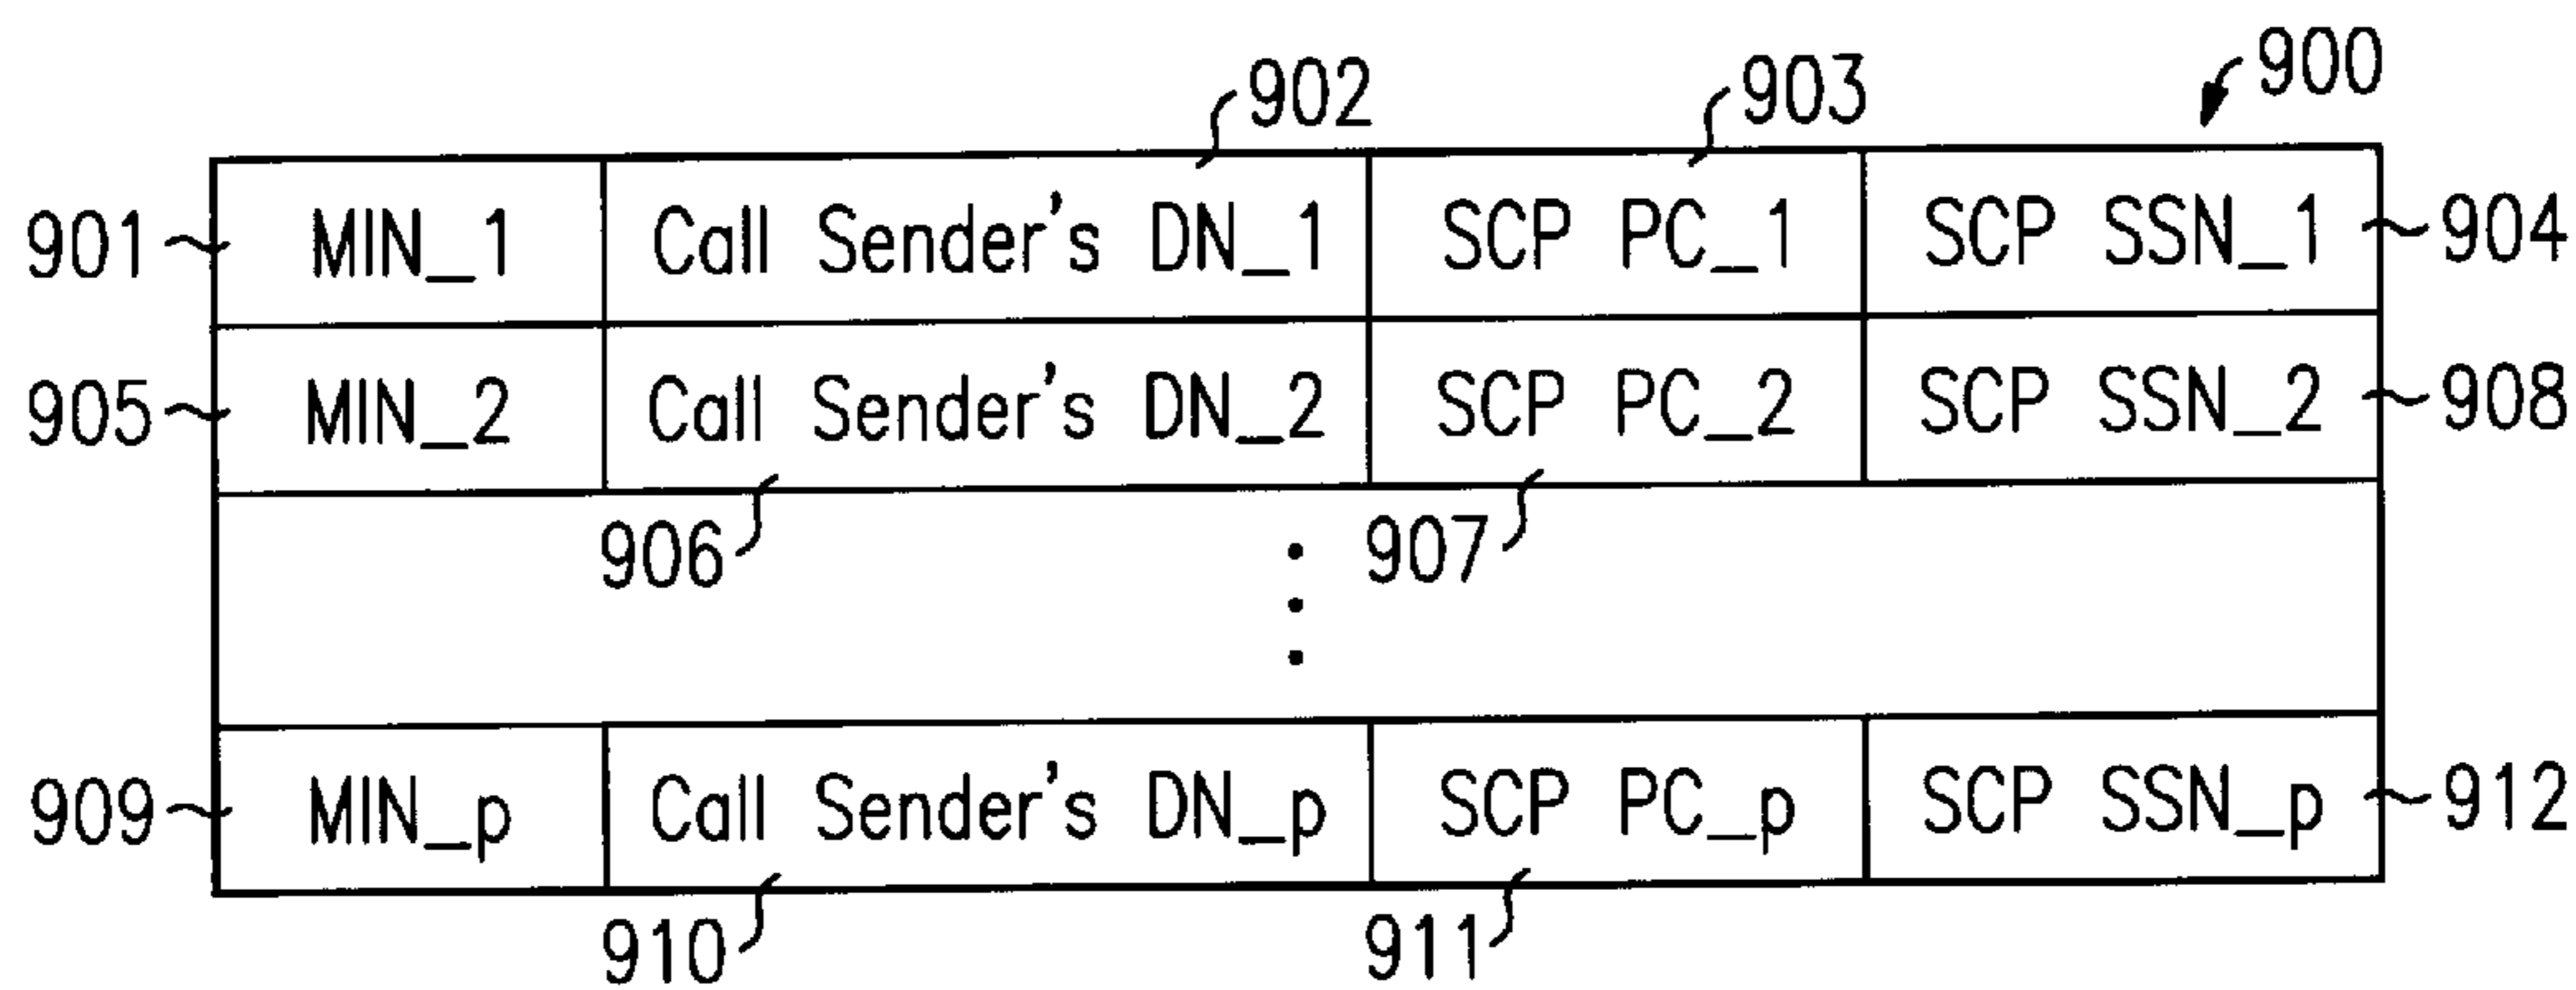 902 903 900
901 MIN_1 Call Sender's DN_1 SCP PC_1 SCP SSN_1 904
905 MIN_2 Call Sender's DN_2 SCP PC_2 SCP SSN_2 908
906 907
909 MIN_p Call Sender's DN_p SCP PC_p SCP SSN_p 912
910 911